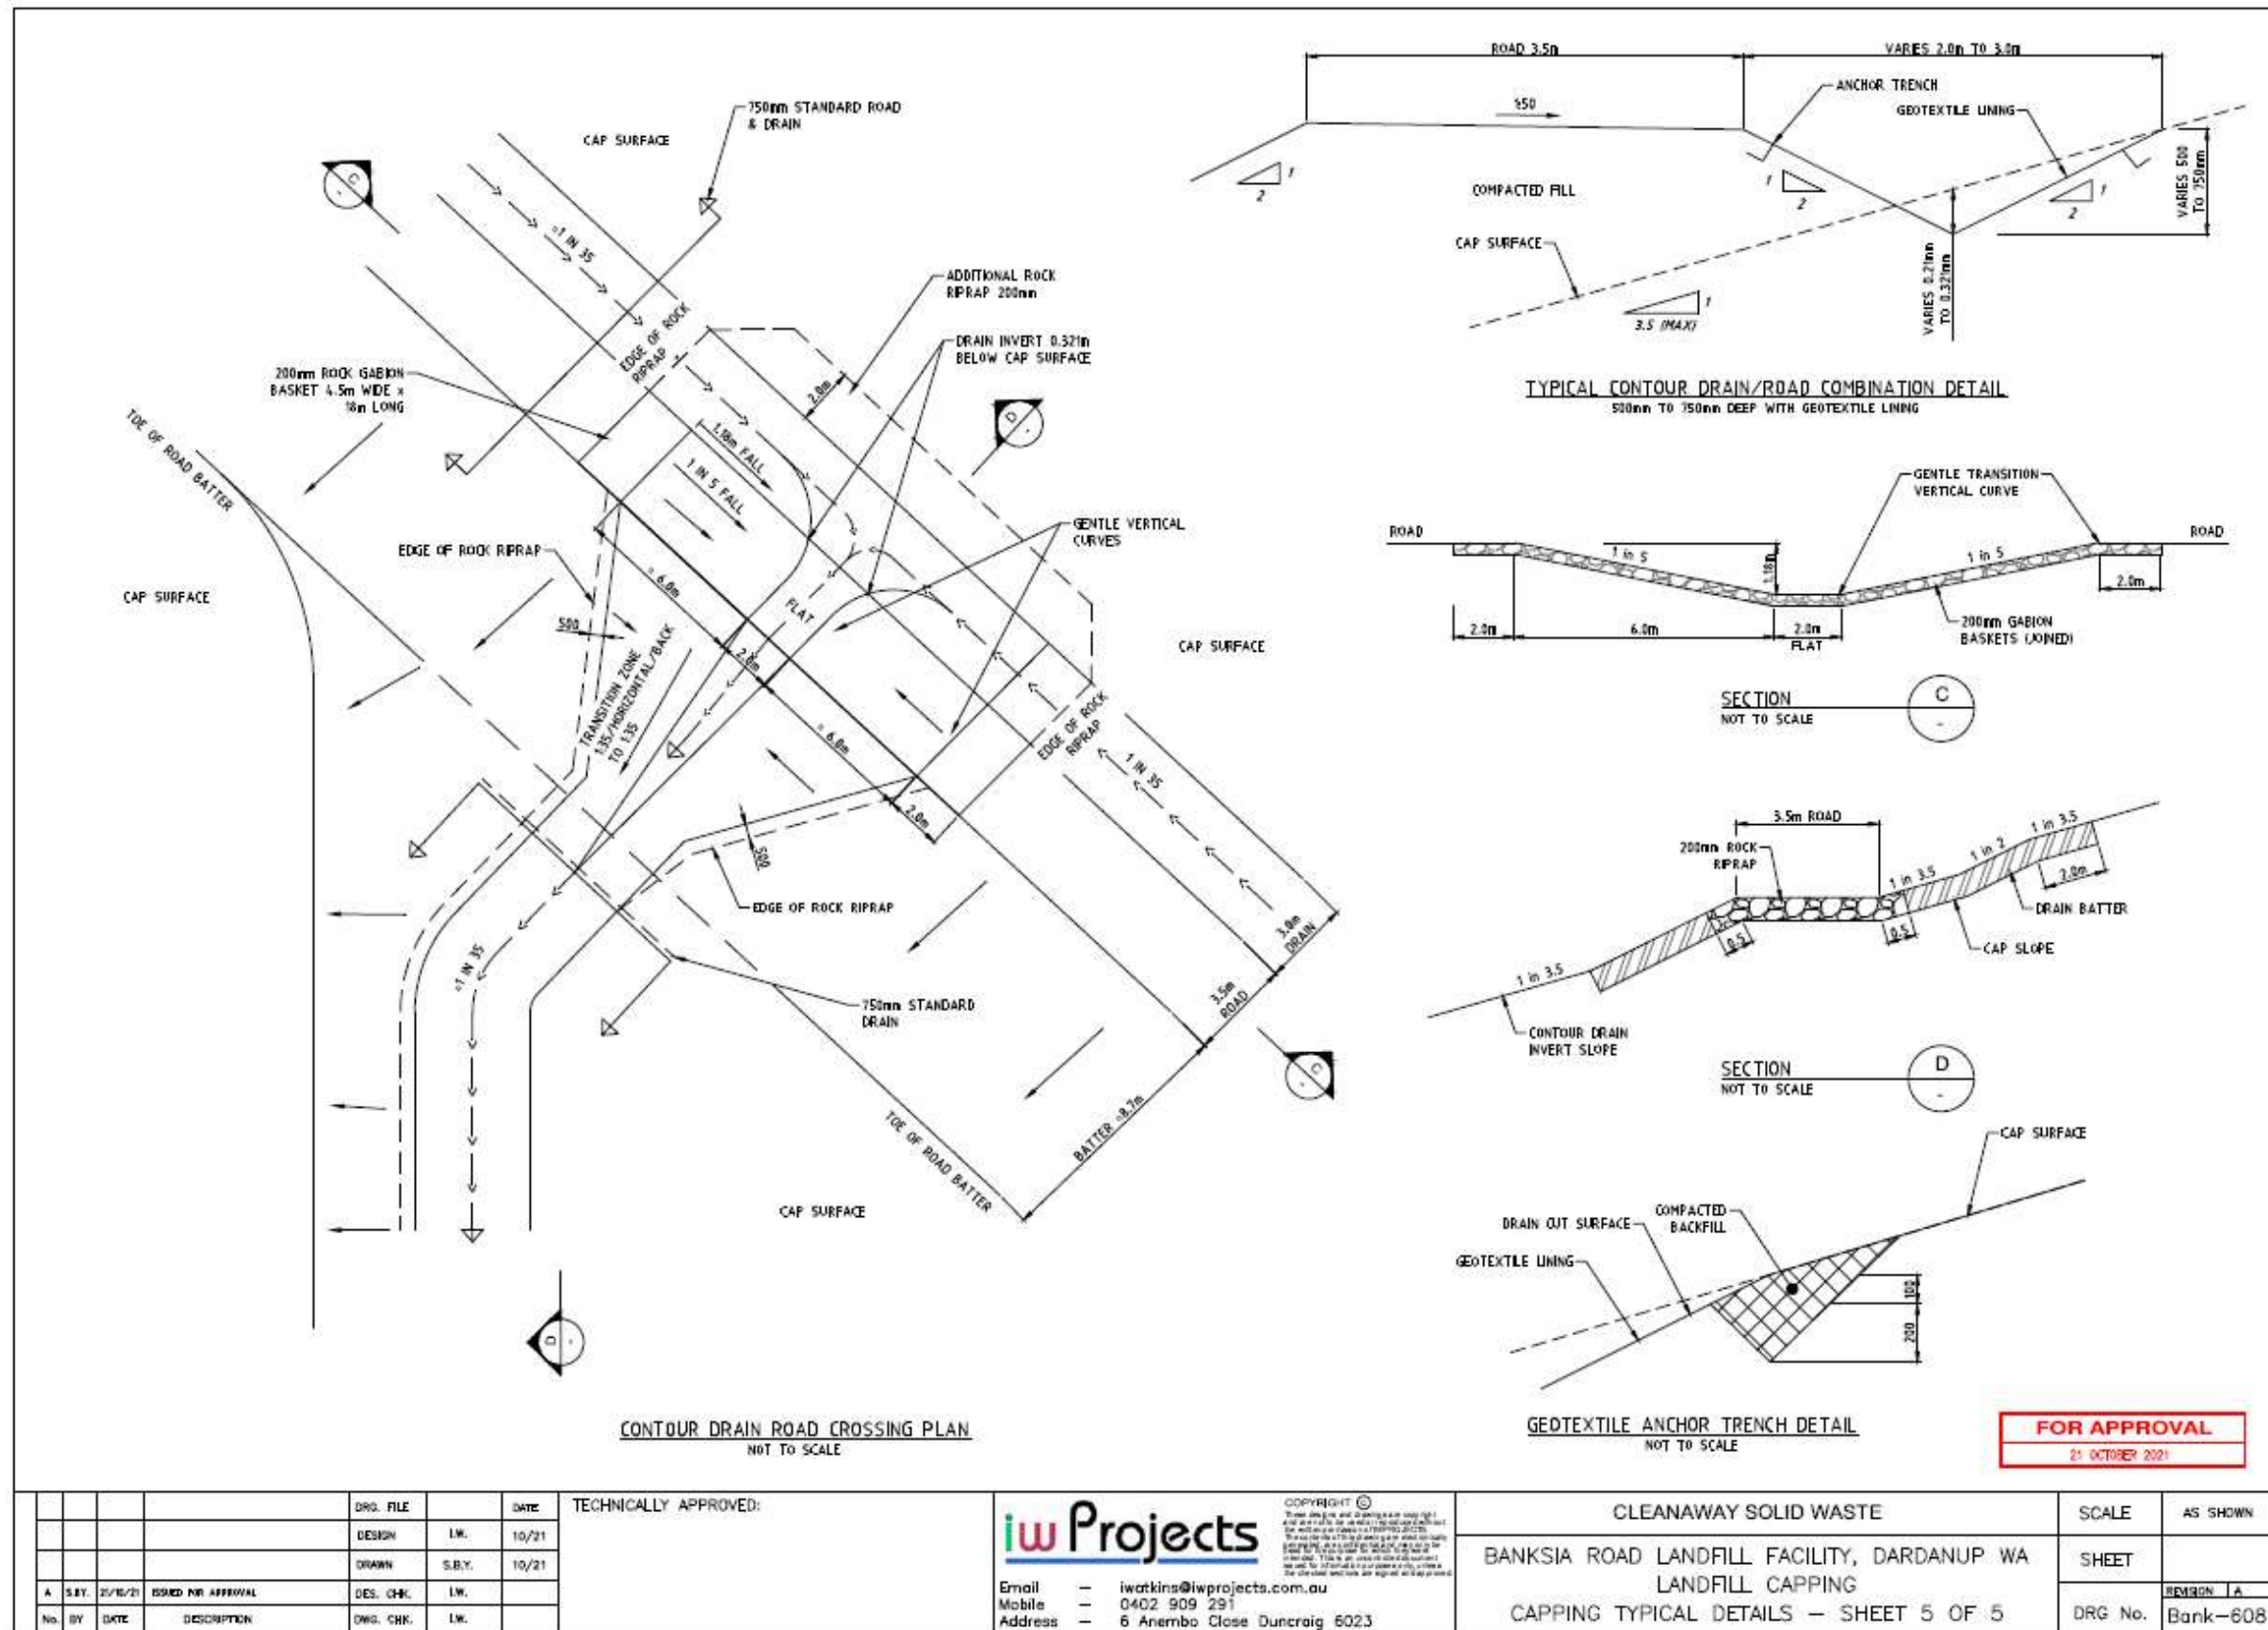 750mm STANDARD ROAD
& DRAIN
CAP SURFACE
C
-
≈1 IN 35
ADDITIONAL ROCK
RIPRAP 200mm
EDGE OF ROCK
RIPRAP
DRAIN INVERT 0.321m
BELOW CAP SURFACE
200mm ROCK GABION
BASKET 4.5m WIDE x
18m LONG
2.0m
D
-
TOE OF ROAD BATTER
1.18m FALL
1 IN 5 FALL
GENTLE VERTICAL
CURVES
EDGE OF ROCK RIPRAP
≈ 6.0m
CAP SURFACE
FLAT
500
TRANSITION ZONE
1:35/HORIZONTAL/BACK
TO 1:35
2.0m
CAP SURFACE
≈ 6.0m
EDGE OF ROCK
RIPRAP
1 IN 35
2.0m
500
EDGE OF ROCK RIPRAP
3.0m
DRAIN
≈1 IN 35
3.5m
ROAD
750mm STANDARD
DRAIN
C
-
BATTER ≈8.7m
TOE OF ROAD BATTER
CAP SURFACE
D
-
CONTOUR DRAIN ROAD CROSSING PLAN
NOT TO SCALE
ROAD 3.5m
VARIES 2.0m TO 3.0m
ANCHOR TRENCH
1:50
GEOTEXTILE LINING
1
2
COMPACTED FILL
1
2
1
2
VARIES 500
TO 750mm
CAP SURFACE
VARIES 0.21mm
TO 0.321mm
1
3.5 (MAX)
TYPICAL CONTOUR DRAIN/ROAD COMBINATION DETAIL
500mm TO 750mm DEEP WITH GEOTEXTILE LINING
GENTLE TRANSITION
VERTICAL CURVE
ROAD
ROAD
1 in 5
1.18m
1 in 5
2.0m
2.0m
6.0m
2.0m
FLAT
200mm GABION
BASKETS (JOINED)
SECTION
NOT TO SCALE
C
-
3.5m ROAD
200mm ROCK
RIPRAP
1 in 3.5
1 in 2
1 in 3.5
2.0m
DRAIN BATTER
0.5
0.5
CAP SLOPE
1 in 3.5
CONTOUR DRAIN
INVERT SLOPE
SECTION
NOT TO SCALE
D
-
CAP SURFACE
COMPACTED
BACKFILL
DRAIN CUT SURFACE
GEOTEXTILE LINING
100
200
GEOTEXTILE ANCHOR TRENCH DETAIL
NOT TO SCALE
FOR APPROVAL
21 OCTOBER 2021
DRG. FILE DATE
DESIGN I.W. 10/21
DRAWN S.B.Y. 10/21
A S.B.Y. 21/10/21 ISSUED FOR APPROVAL DES. CHK. I.W.
No. BY DATE DESCRIPTION DWG. CHK. I.W.
TECHNICALLY APPROVED:
iw Projects
COPYRIGHT ©
Email – iwatkins@iwprojects.com.au
Mobile – 0402 909 291
Address – 6 Anembo Close Duncraig 6023
CLEANAWAY SOLID WASTE
BANKSIA ROAD LANDFILL FACILITY, DARDANUP WA
LANDFILL CAPPING
CAPPING TYPICAL DETAILS – SHEET 5 OF 5
SCALE AS SHOWN
SHEET
REVISION A
DRG No. Bank-608